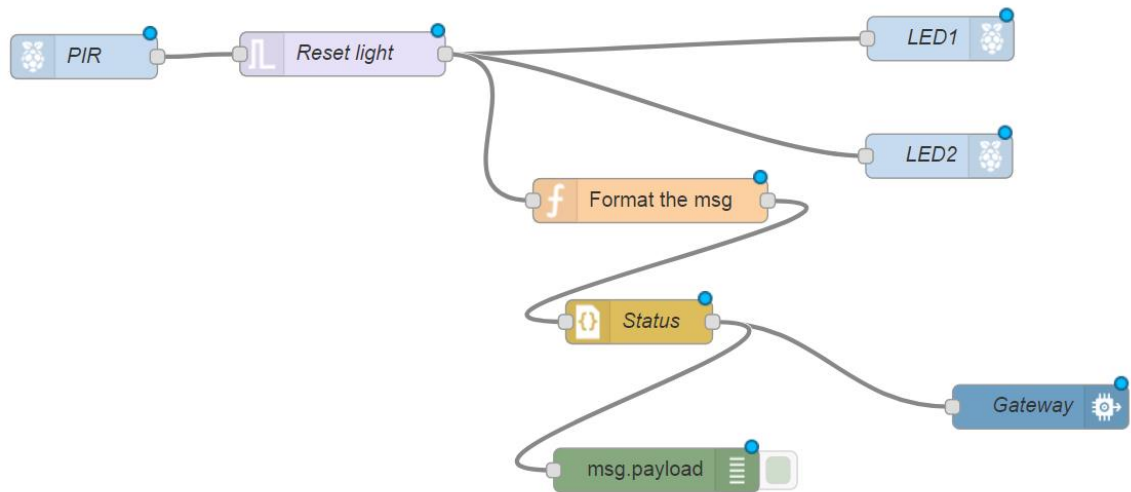 PIR
Reset light
LED1
LED2
Format the msg
Status
Gateway
msg.payload